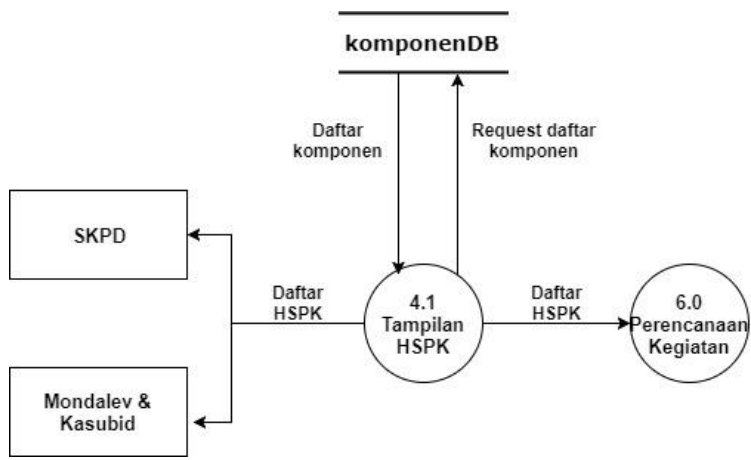 komponenDB
Daftar
komponen
Request daftar
komponen
SKPD
Daftar
HSPK
4.1
Tampilan
HSPK
Daftar
HSPK
6.0
Perencanaan
Kegiatan
Mondalev &
Kasubid